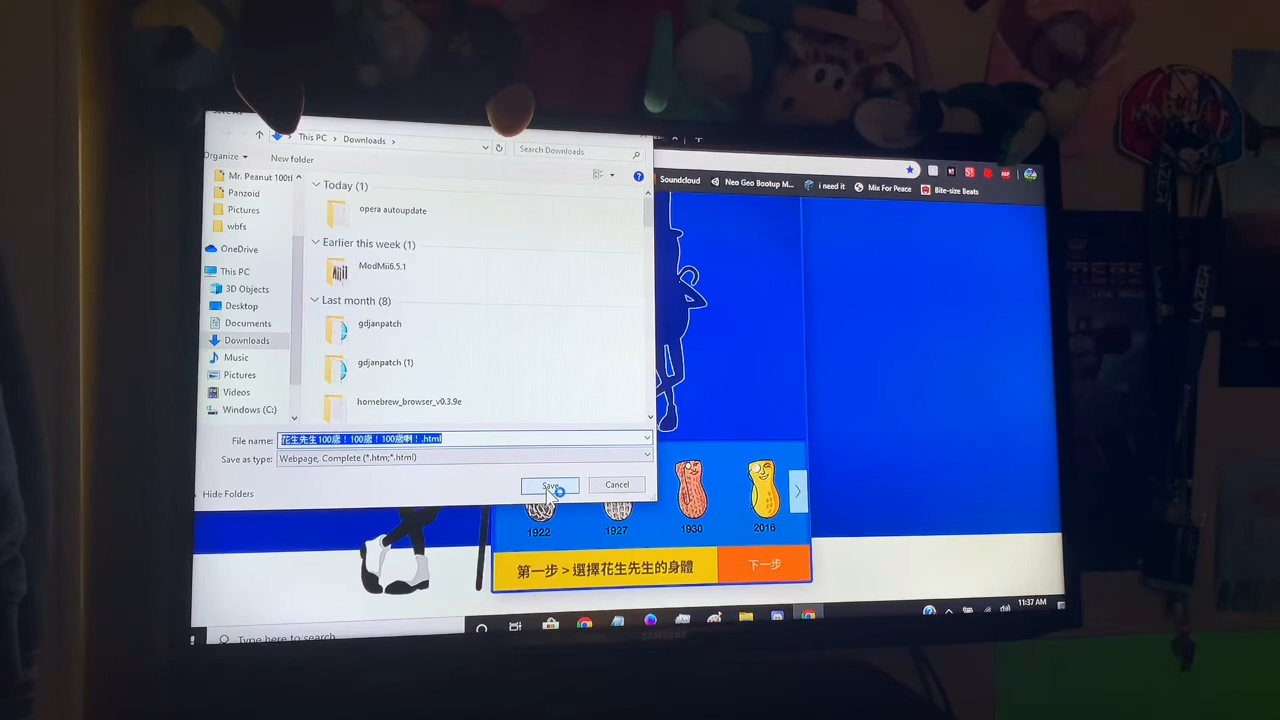 This PC > Downloads >
Search Downloads
Organize
New folder
Mr. Peanut 100th
Panzoid
Pictures
wbfs
OneDrive
This PC
3D Objects
Desktop
Documents
Downloads
Music
Pictures
Videos
Windows (C:)
Today (1)
opera autoupdate
Earlier this week (1)
ModMii6.5.1
Last month (8)
gdjanpatch
gdjanpatch (1)
homebrew_browser_v0.3.9e
File name: 花生先生100歲！100歲！100歲喇！.html
Save as type: Webpage, Complete (*.htm;*.html)
Hide Folders
Save
Cancel
Soundcloud
Neo Geo Bootup M...
i need it
Mix For Peace
Bite-size Beats
1922
1927
1930
2016
第一步 > 選擇花生先生的身體
下一步
Type here to search
11:37 AM
SAMSUNG
LAZER